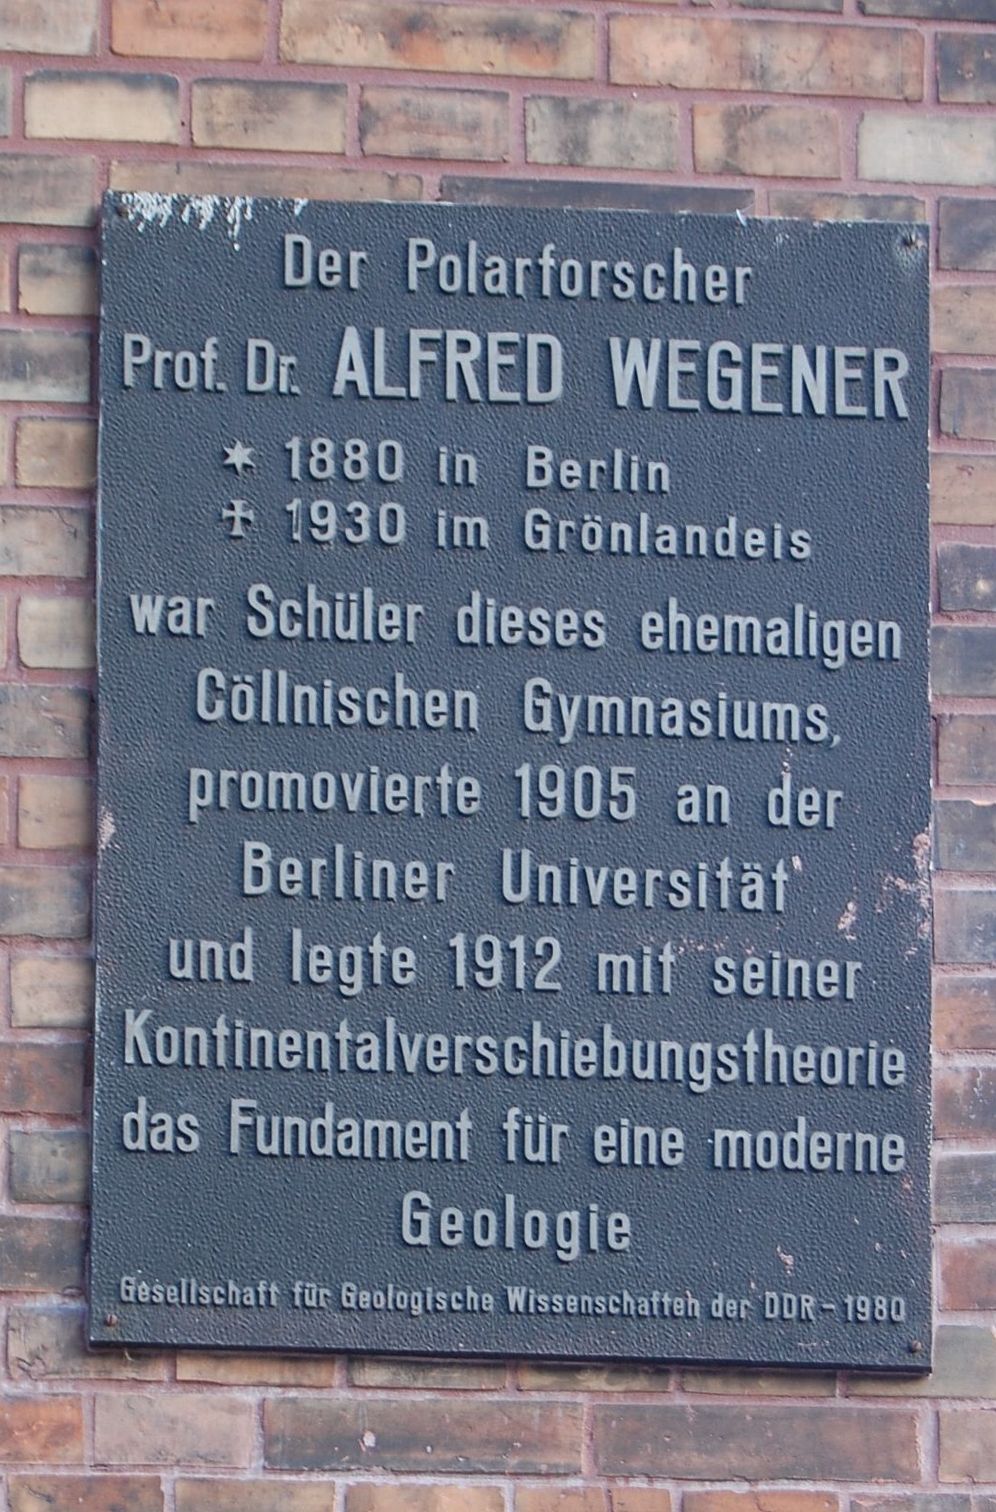 Der Polarforscher
Prof. Dr. ALFRED WEGENER
* 1880 in Berlin
✠ 1930 im Grönlandeis
war Schüler dieses ehemaligen
Cöllnischen Gymnasiums,
promovierte 1905 an der
Berliner Universität
und legte 1912 mit seiner
Kontinentalverschiebungstheorie
das Fundament für eine moderne
Geologie
Gesellschaft für Geologische Wissenschaften der DDR – 1980